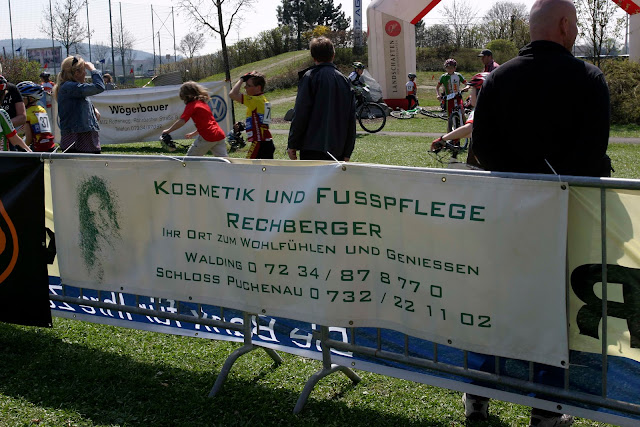 Wögerbauer
LANDSCHAFTEN
KOSMETIK UND FUSSPFLEGE
RECHBERGER
IHR ORT ZUM WOHLFÜHLEN UND GENIESSEN
WALDING 0 72 34 / 87 8 77 0
SCHLOSS PUCHENAU 0 732 / 22 11 02